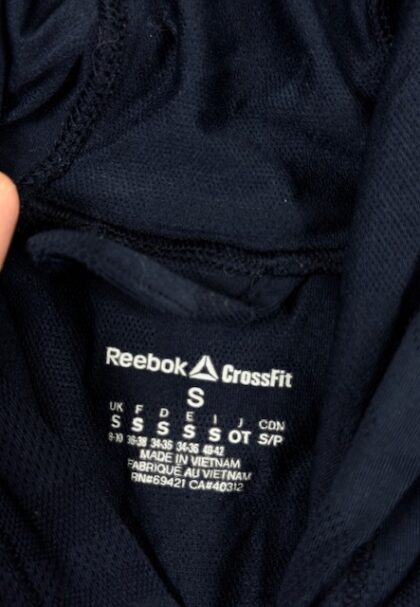 Reebok CrossFit
S
UK F D E I J CDN
S S S S S OT S/P
8-10 36-38 34-36 34-36 40-42
MADE IN VIETNAM
FABRIQUÉ AU VIETNAM
RN#69421 CA#40312